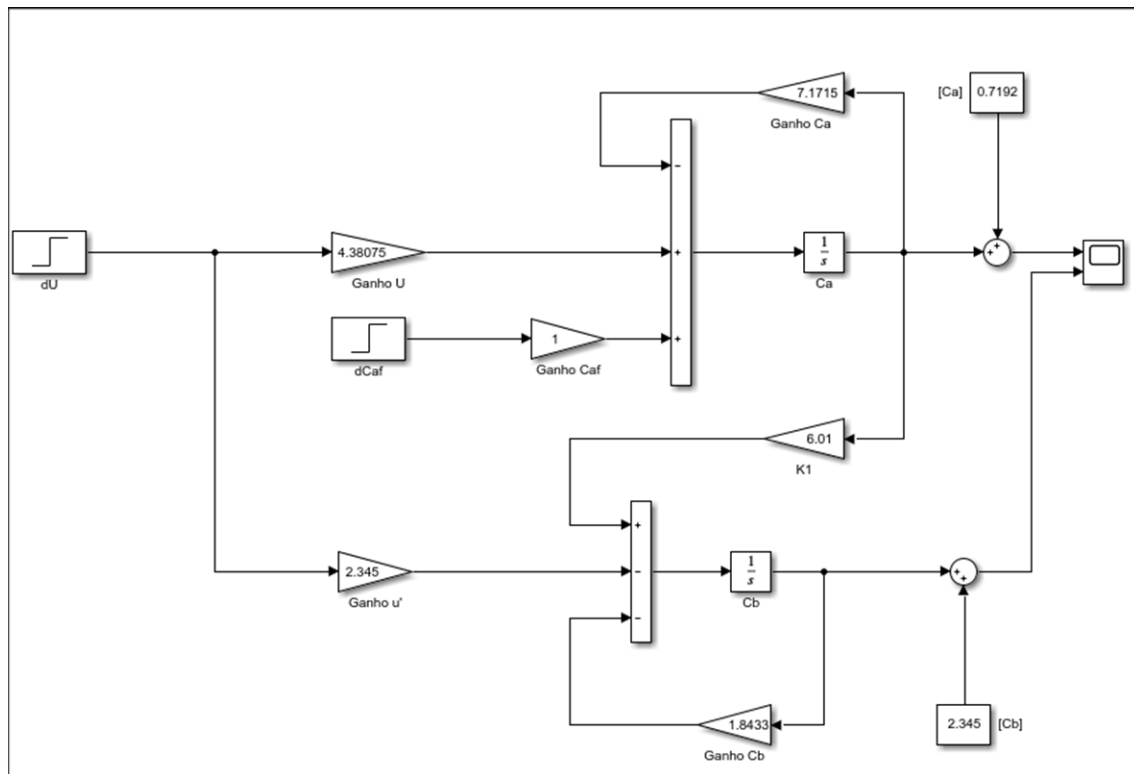 7.1715
Ganho Ca
[Ca]
0.7192
-
dU
4.38075
Ganho U
+
1
s
Ca
+
+
dCaf
1
Ganho Caf
+
6.01
K1
+
2.345
Ganho u'
-
1
s
Cb
+
+
-
1.8433
Ganho Cb
2.345
[Cb]